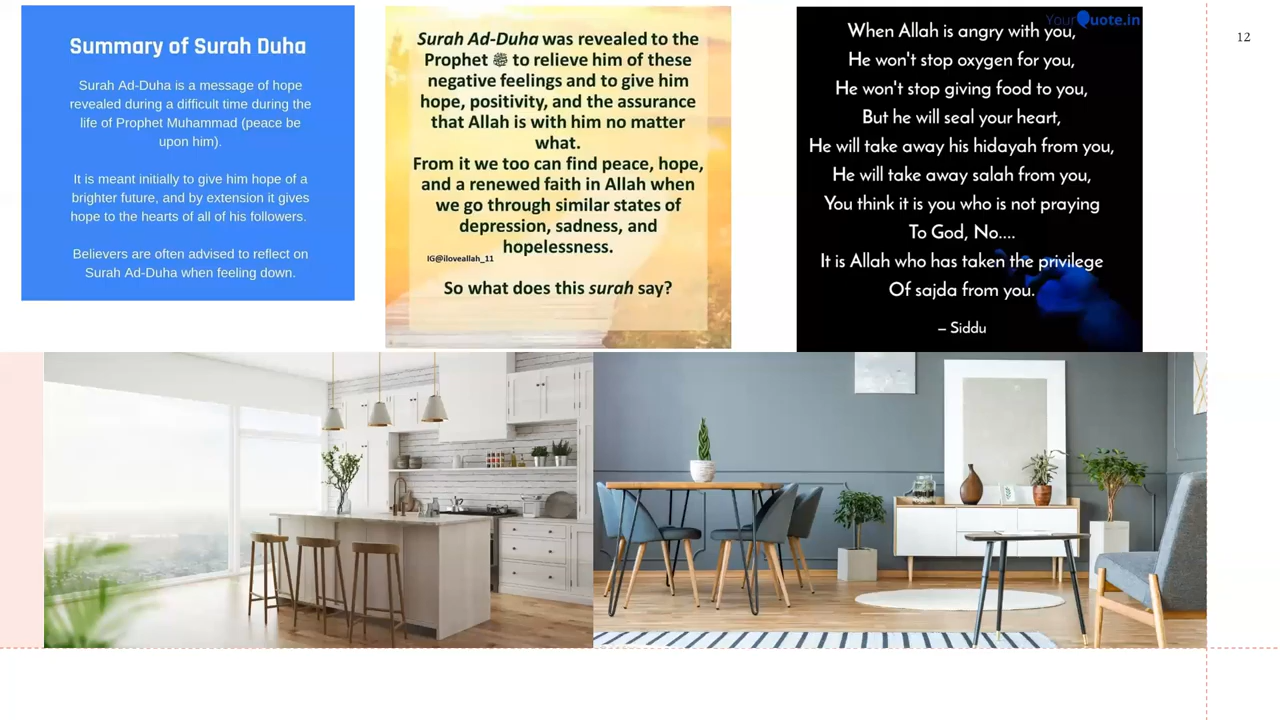 Summary of Surah Duha
Surah Ad-Duha is a message of hope
revealed during a difficult time during the
life of Prophet Muhammad (peace be
upon him).
It is meant initially to give him hope of a
brighter future, and by extension it gives
hope to the hearts of all of his followers.
Believers are often advised to reflect on
Surah Ad-Duha when feeling down.
Surah Ad-Duha was revealed to the
Prophet ﷺ to relieve him of these
negative feelings and to give him
hope, positivity, and the assurance
that Allah is with him no matter
what.
From it we too can find peace, hope,
and a renewed faith in Allah when
we go through similar states of
depression, sadness, and
hopelessness.
IG@iloveallah_11
So what does this surah say?
YourQuote.in
When Allah is angry with you,
He won't stop oxygen for you,
He won't stop giving food to you,
But he will seal your heart,
He will take away his hidayah from you,
He will take away salah from you,
You think it is you who is not praying
To God, No....
It is Allah who has taken the privilege
Of sajda from you.
– Siddu
12